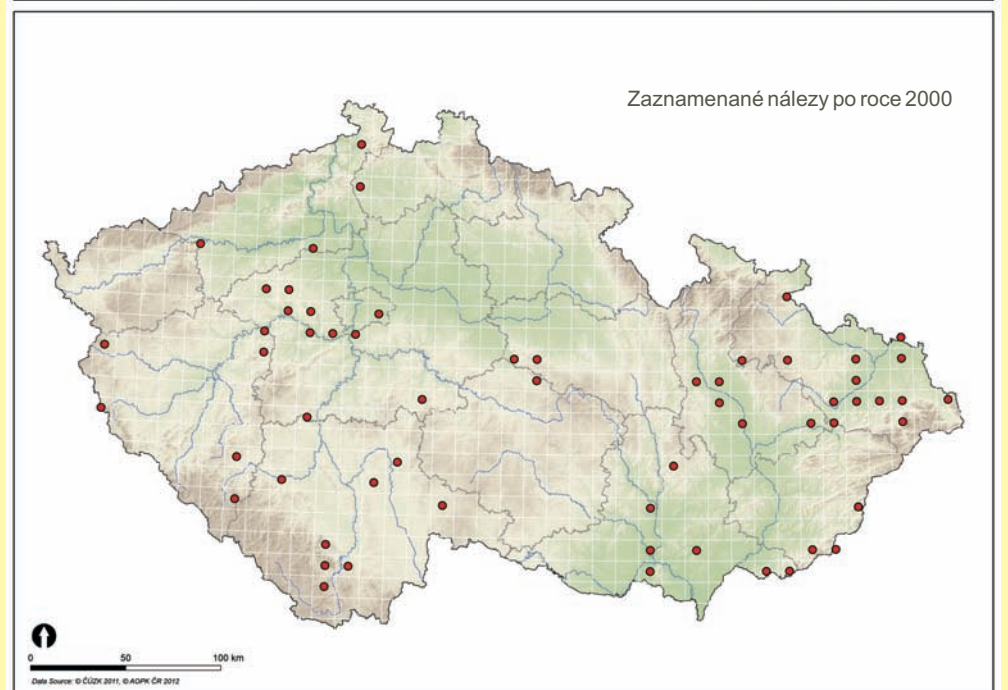 Zaznamenané nálezy po roce 2000
0 50 100 km
Data Source: © ČÚZK 2011, © AOPK ČR 2012